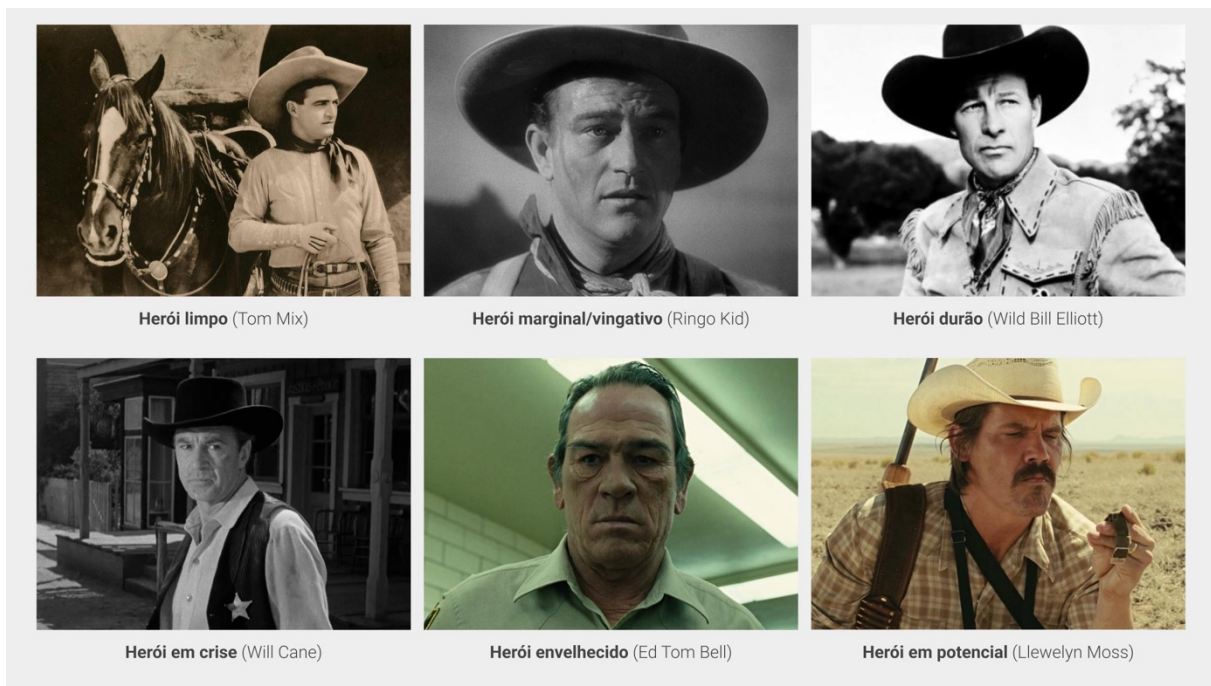 Herói limpo (Tom Mix)
Herói marginal/vingativo (Ringo Kid)
Herói durão (Wild Bill Elliott)
Herói em crise (Will Cane)
Herói envelhecido (Ed Tom Bell)
Herói em potencial (Llewelyn Moss)